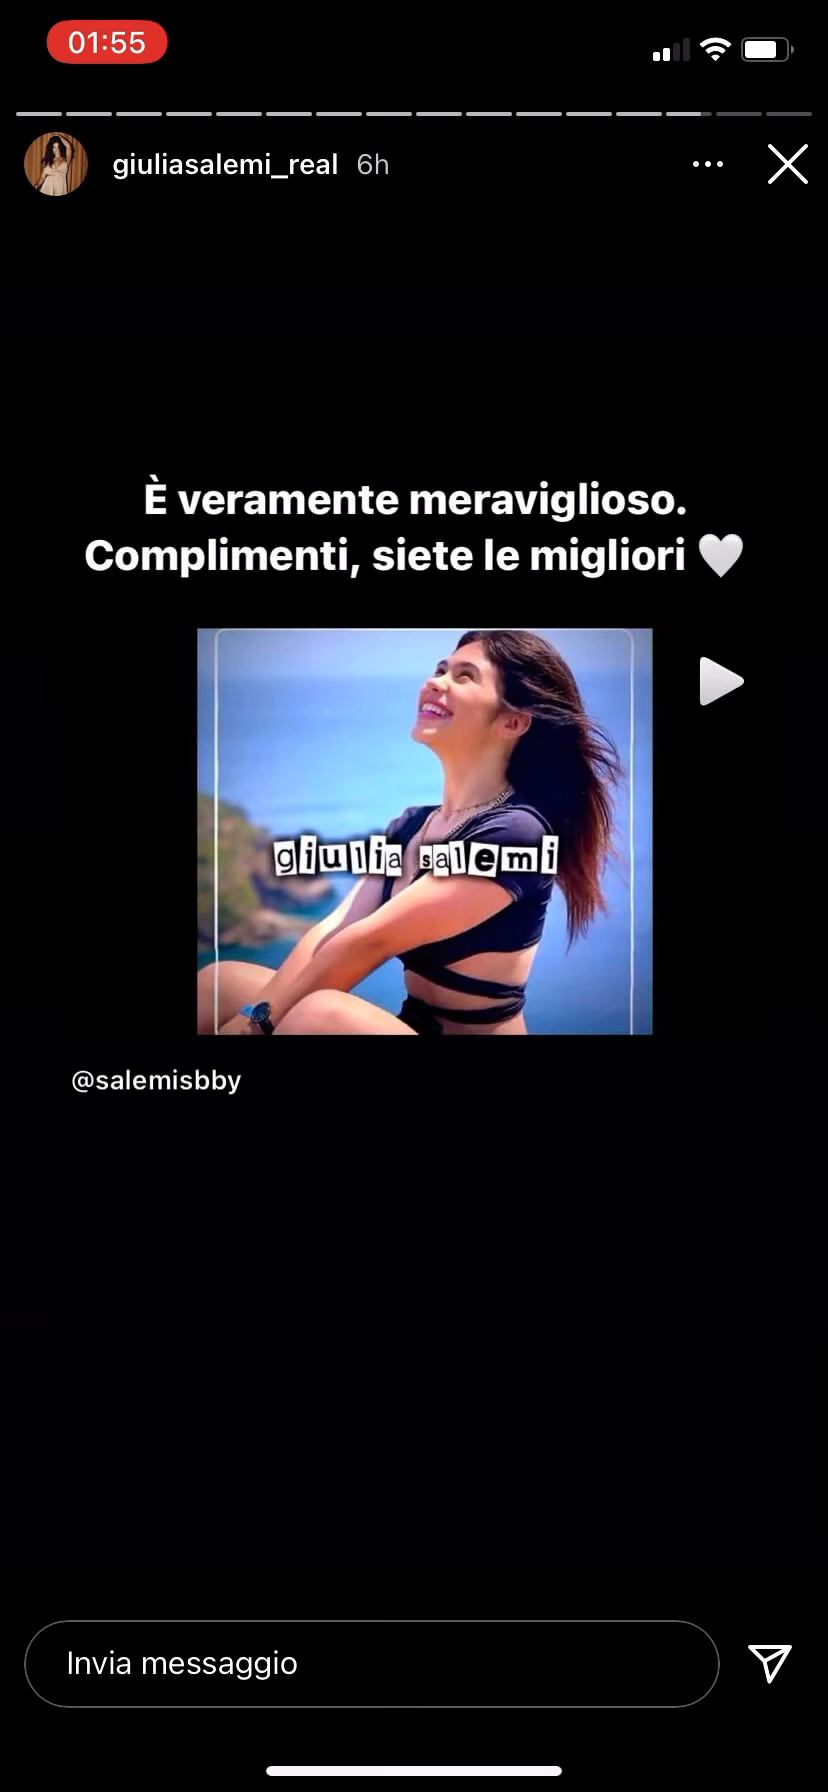 01:55
giuliasalemi_real 6h
È veramente meraviglioso.
Complimenti, siete le migliori 🤍
giulia salemi
@salemisbby
Invia messaggio